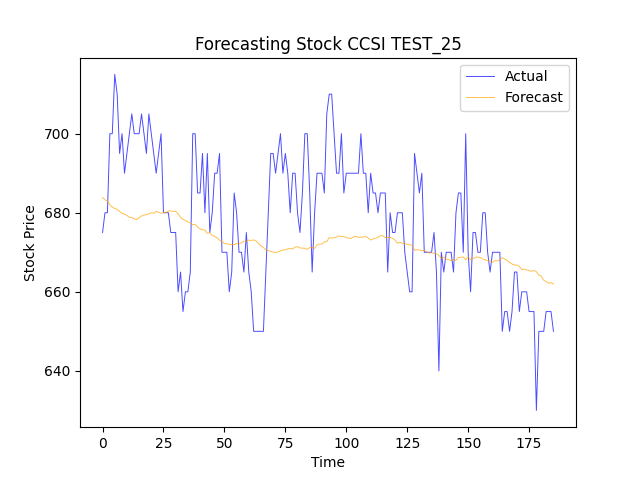 Forecasting Stock CCSI TEST_25
Actual
Forecast
Stock Price
700
680
660
640
0 25 50 75 100 125 150 175
Time